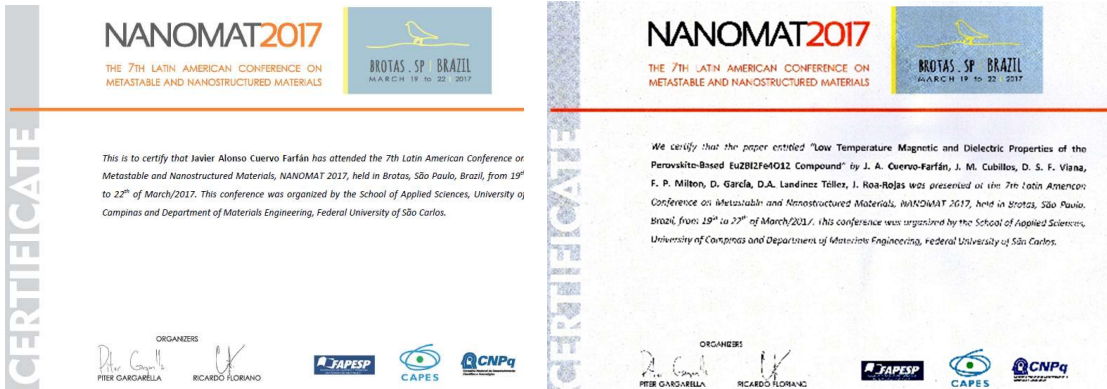 CERTIFICATE
NANOMAT2017
THE 7TH LATIN AMERICAN CONFERENCE ON
METASTABLE AND NANOSTRUCTURED MATERIALS
BROTAS . SP BRAZIL
MARCH 19 to 22 2017
This is to certify that Javier Alonso Cuervo Farfán has attended the 7th Latin American Conference or
Metastable and Nanostructured Materials, NANOMAT 2017, held in Brotas, São Paulo, Brazil, from 19th
to 22th of March/2017. This conference was organized by the School of Applied Sciences, University of
Campinas and Department of Materials Engineering, Federal University of São Carlos.
ORGANIZERS
PITER GARGARELLA
RICARDO FLORIANO
FAPESP
CAPES
CNPq
CERTIFICATE
NANOMAT2017
THE 7TH LATIN AMERICAN CONFERENCE ON
METASTABLE AND NANOSTRUCTURED MATERIALS
BROTAS . SP BRAZIL
MARCH 19 to 22 2017
We certify that the paper entitled "Low Temperature Magnetic and Dielectric Properties of the
Perovskite-Based Eu2BI2Fe4O12 Compound" by J. A. Cuervo-Farfán, J. M. Cubillos, D. S. F. Viana,
F. P. Milton, D. García, D.A. Landinez Téllez, J. Roa-Rojas was presented at the 7th Latin American
Conference on Metastable and Nanostructured Materials, NANOMAT 2017, held in Brotas, São Paulo,
Brazil, from 19th to 22th of March/2017. This conference was organized by the School of Applied Sciences,
University of Campinas and Department of Materials Engineering, Federal University of São Carlos.
ORGANIZERS
PITER GARGARELLA
RICARDO FLORIANO
FAPESP
CAPES
CNPq